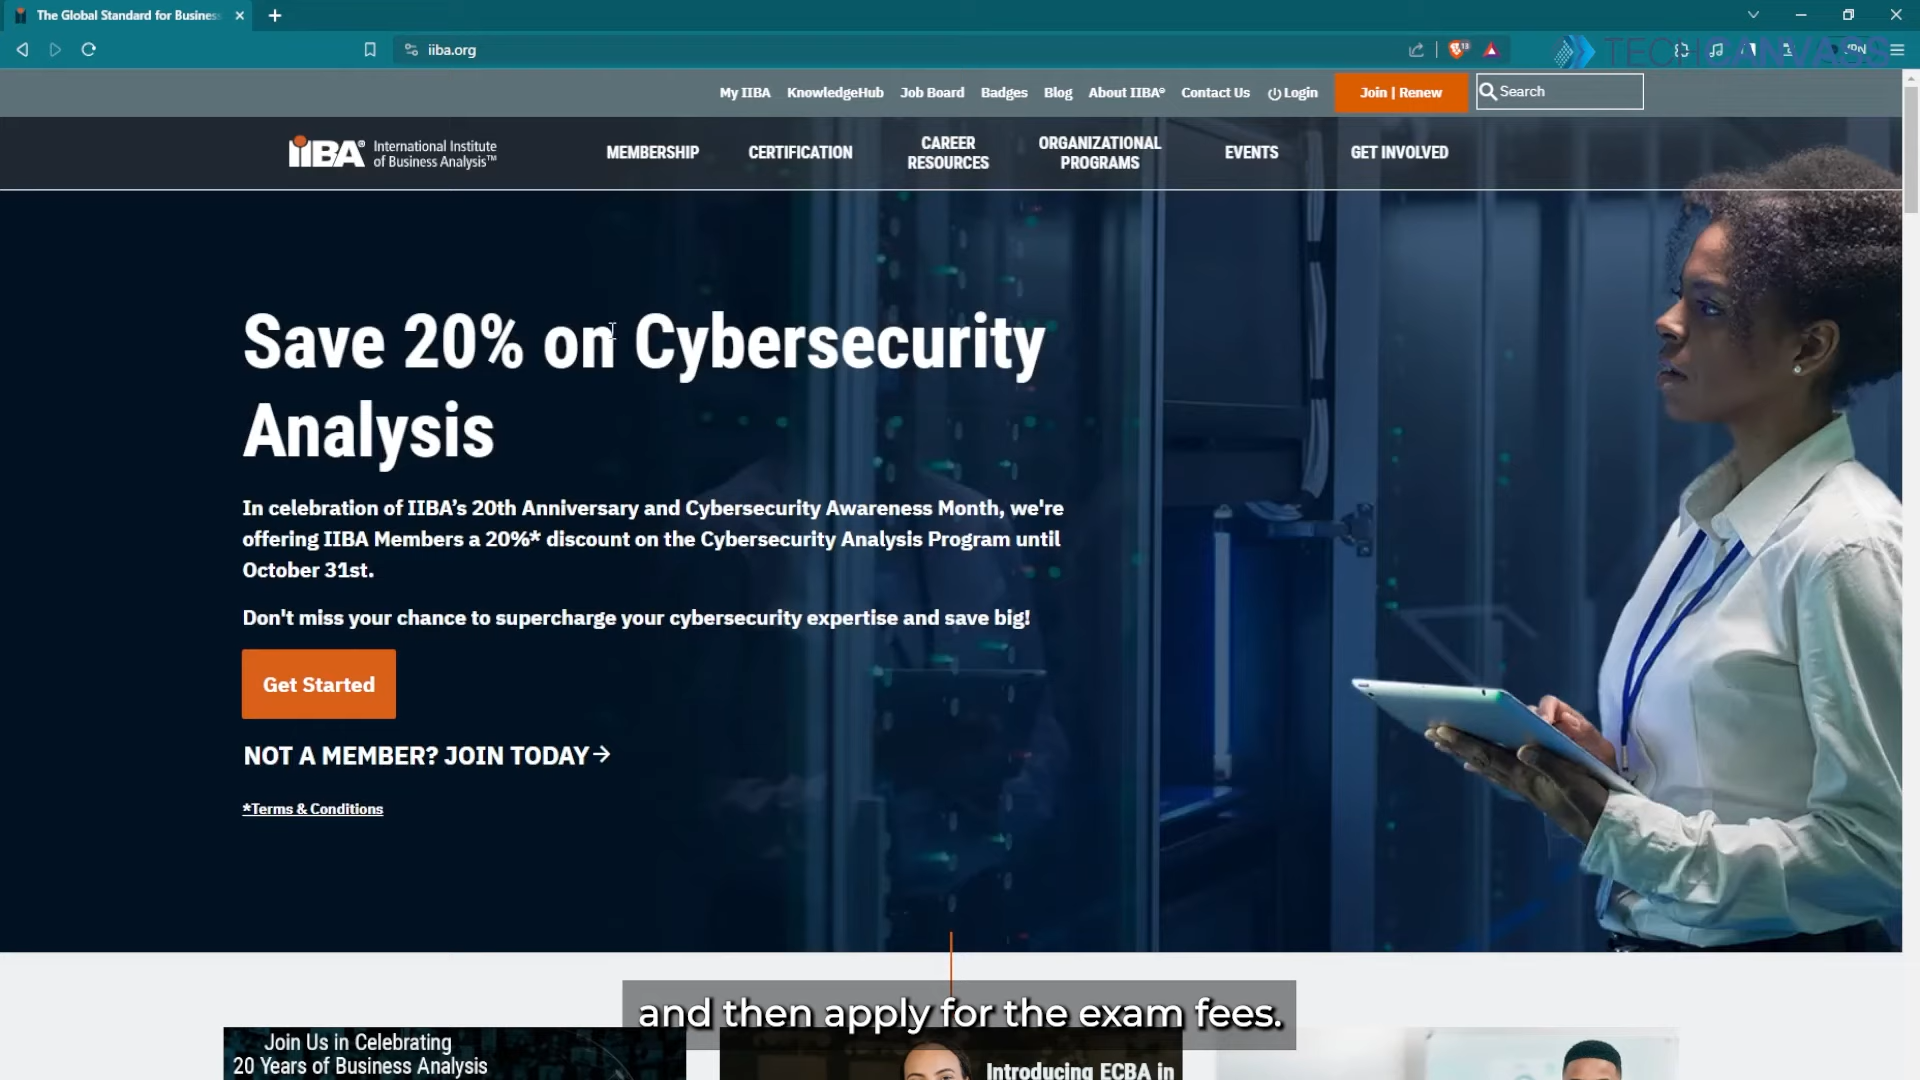 The Global Standard for Busines
iiba.org
13
TECHCANVASS
My IIBA
KnowledgeHub
Job Board
Badges
Blog
About IIBA®
Contact Us
Login
Join | Renew
Search
iiBA® International Institute
of Business Analysis™
MEMBERSHIP
CERTIFICATION
CAREER
RESOURCES
ORGANIZATIONAL
PROGRAMS
EVENTS
GET INVOLVED
Save 20% on Cybersecurity
Analysis
In celebration of IIBA's 20th Anniversary and Cybersecurity Awareness Month, we're
offering IIBA Members a 20%* discount on the Cybersecurity Analysis Program until
October 31st.
Don't miss your chance to supercharge your cybersecurity expertise and save big!
Get Started
NOT A MEMBER? JOIN TODAY
*Terms & Conditions
and then apply for the exam fees.
Join Us in Celebrating
20 Years of Business Analysis
Introducing ECBA in